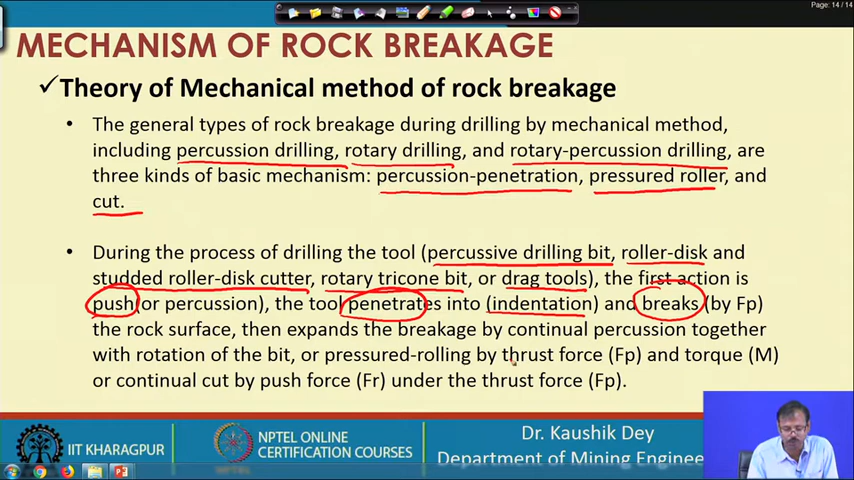 Page: 14 / 14
MECHANISM OF ROCK BREAKAGE
✓Theory of Mechanical method of rock breakage
• The general types of rock breakage during drilling by mechanical method,
including percussion drilling, rotary drilling, and rotary-percussion drilling, are
three kinds of basic mechanism: percussion-penetration, pressured roller, and
cut.
• During the process of drilling the tool (percussive drilling bit, roller-disk and
studded roller-disk cutter, rotary tricone bit, or drag tools), the first action is
push(or percussion), the tool penetrates into (indentation) and breaks (by Fp)
the rock surface, then expands the breakage by continual percussion together
with rotation of the bit, or pressured-rolling by thrust force (Fp) and torque (M)
or continual cut by push force (Fr) under the thrust force (Fp).
IIT KHARAGPUR
NPTEL ONLINE
CERTIFICATION COURSES
Dr. Kaushik Dey
Department of Mining Enginee